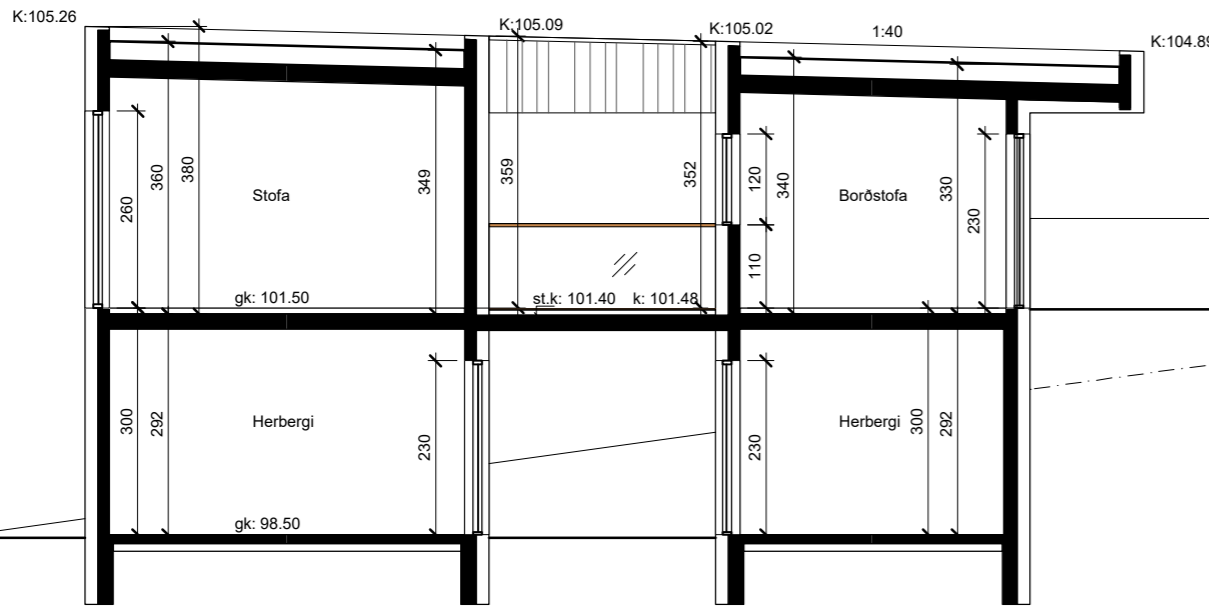 K:105.26
K:105.09
K:105.02
1:40
K:104.89
260
360
380
Stofa
349
359
352
120
340
Borðstofa
330
230
110
gk: 101.50
st.k: 101.40 k: 101.48
300
292
Herbergi
230
230
Herbergi
300
292
gk: 98.50